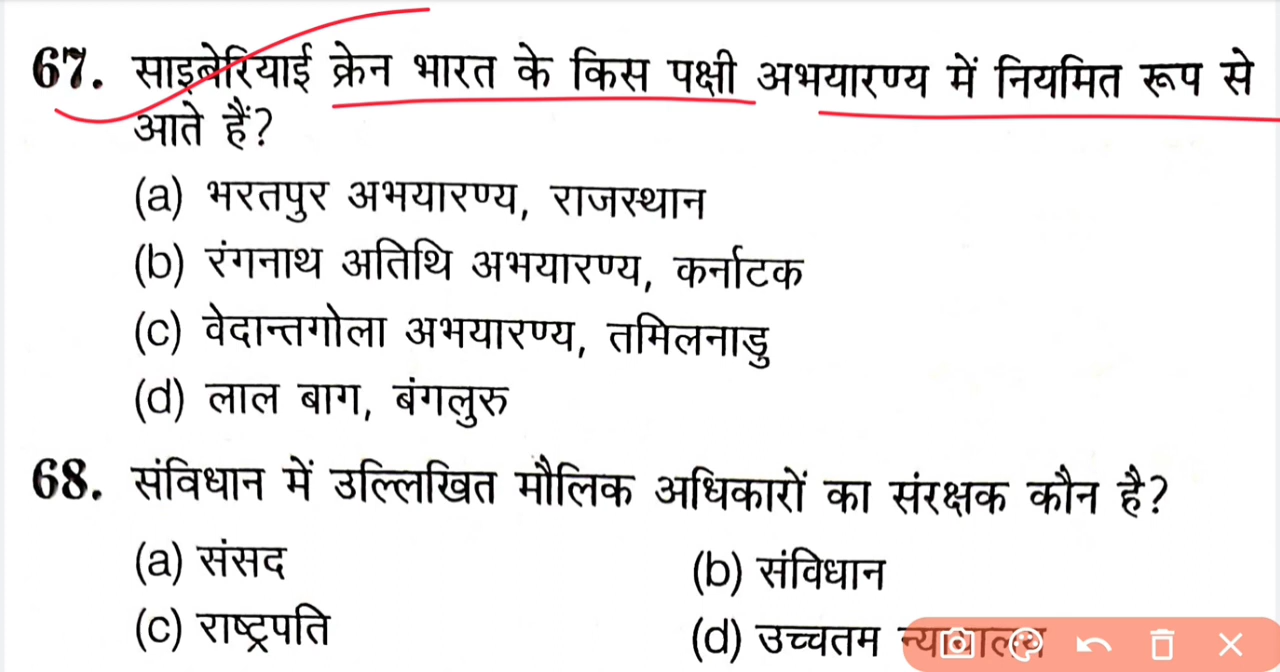 67. साइबेरियाई क्रेन भारत के किस पक्षी अभयारण्य में नियमित रूप से
आते हैं?
(a) भरतपुर अभयारण्य, राजस्थान
(b) रंगनाथ अतिथि अभयारण्य, कर्नाटक
(c) वेदान्तगोला अभयारण्य, तमिलनाडु
(d) लाल बाग, बंगलुरु
68. संविधान में उल्लिखित मौलिक अधिकारों का संरक्षक कौन है?
(a) संसद (b) संविधान
(c) राष्ट्रपति (d) उच्चतम न्यायालय